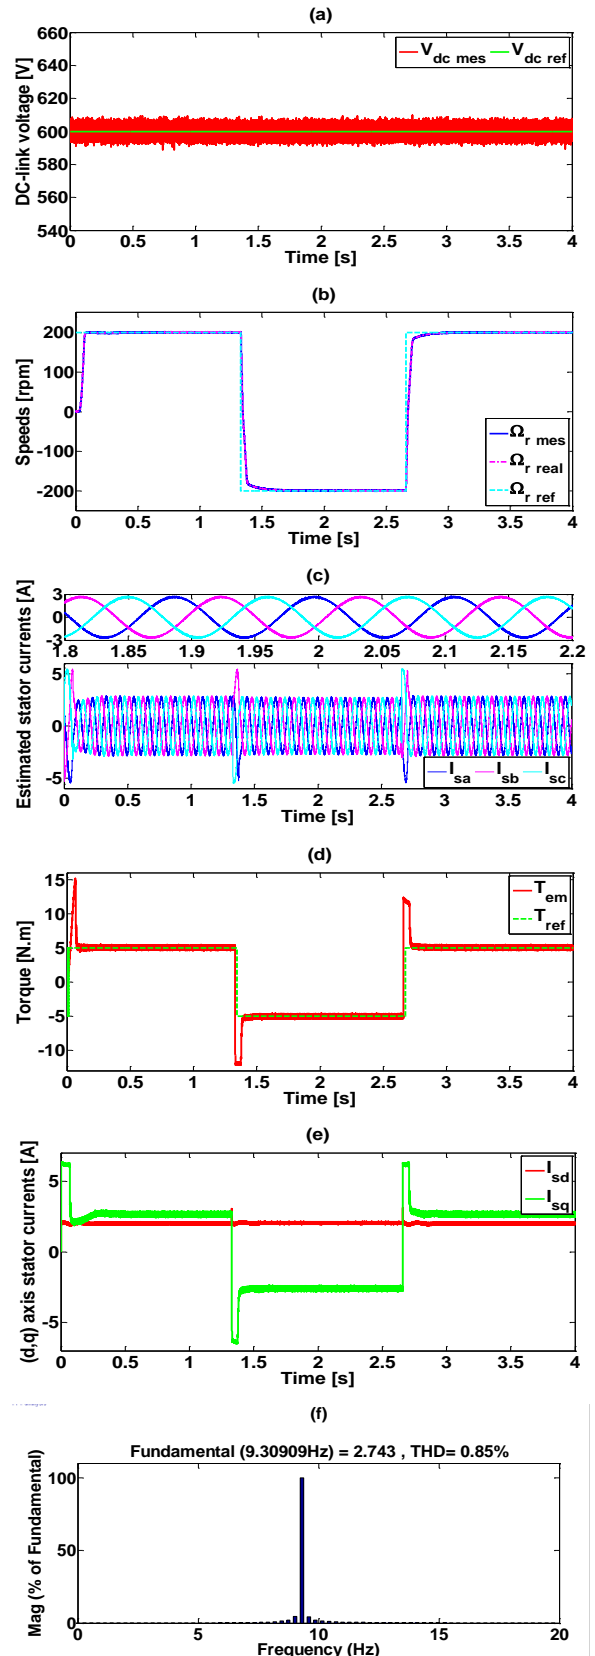 (a)
DC-link voltage [V]
660
640
620
600
580
560
540
V dc mes V dc ref
0 0.5 1 1.5 2 2.5 3 3.5 4
Time [s]
(b)
Speeds [rpm]
200
100
0
-100
-200
Ω r mes
Ω r real
Ω r ref
0 0.5 1 1.5 2 2.5 3 3.5 4
Time [s]
(c)
Estimated stator currents [A]
3
0
-3
1.8 1.85 1.9 1.95 2 2.05 2.1 2.15 2.2
5
0
-5
I sa I sb I sc
0 0.5 1 1.5 2 2.5 3 3.5 4
Time [s]
(d)
Torque [N.m]
15
10
5
0
-5
-10
T em
T ref
0 0.5 1 1.5 2 2.5 3 3.5 4
Time [s]
(e)
(d,q) axis stator currents [A]
5
0
-5
I sd
I sq
0 0.5 1 1.5 2 2.5 3 3.5 4
Time [s]
(f)
Fundamental (9.30909Hz) = 2.743 , THD= 0.85%
Mag (% of Fundamental)
100
50
0
0 5 10 15 20
Frequency (Hz)